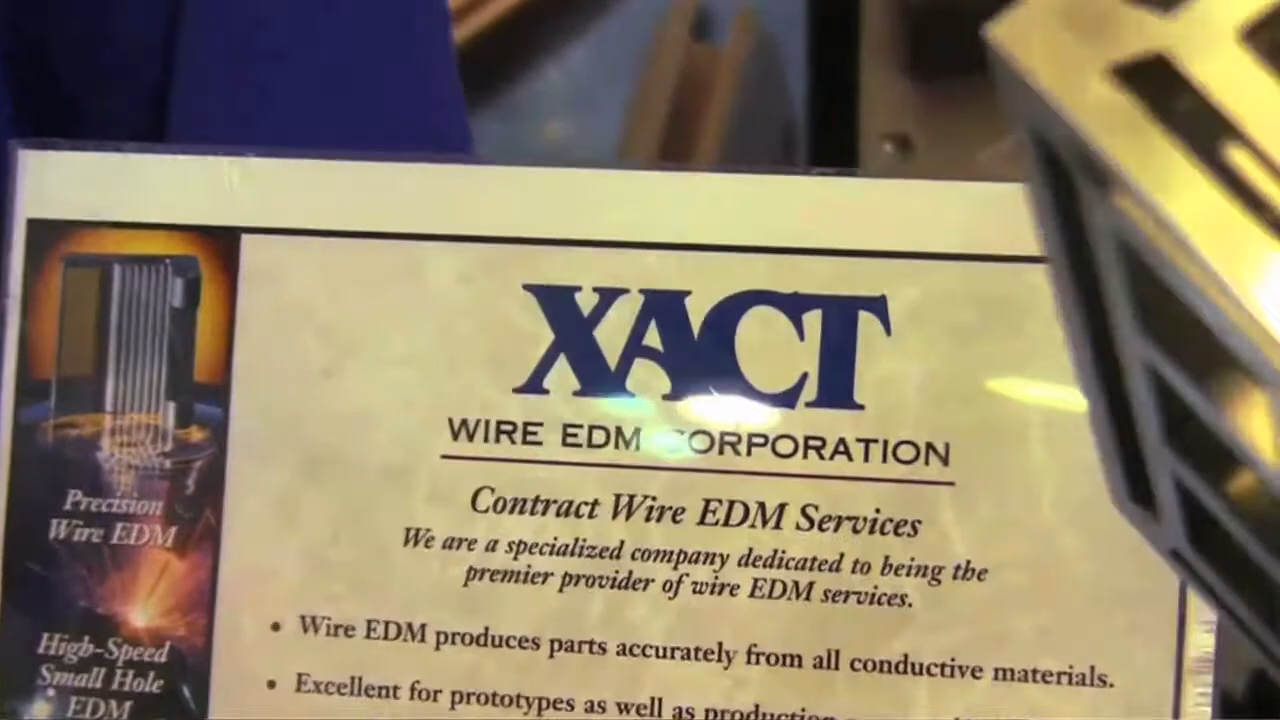 XACT
WIRE EDM CORPORATION
Contract Wire EDM Services
We are a specialized company dedicated to being the
premier provider of wire EDM services.
• Wire EDM produces parts accurately from all conductive materials.
• Excellent for prototypes as well as production
Precision
Wire EDM
High-Speed
Small Hole
EDM